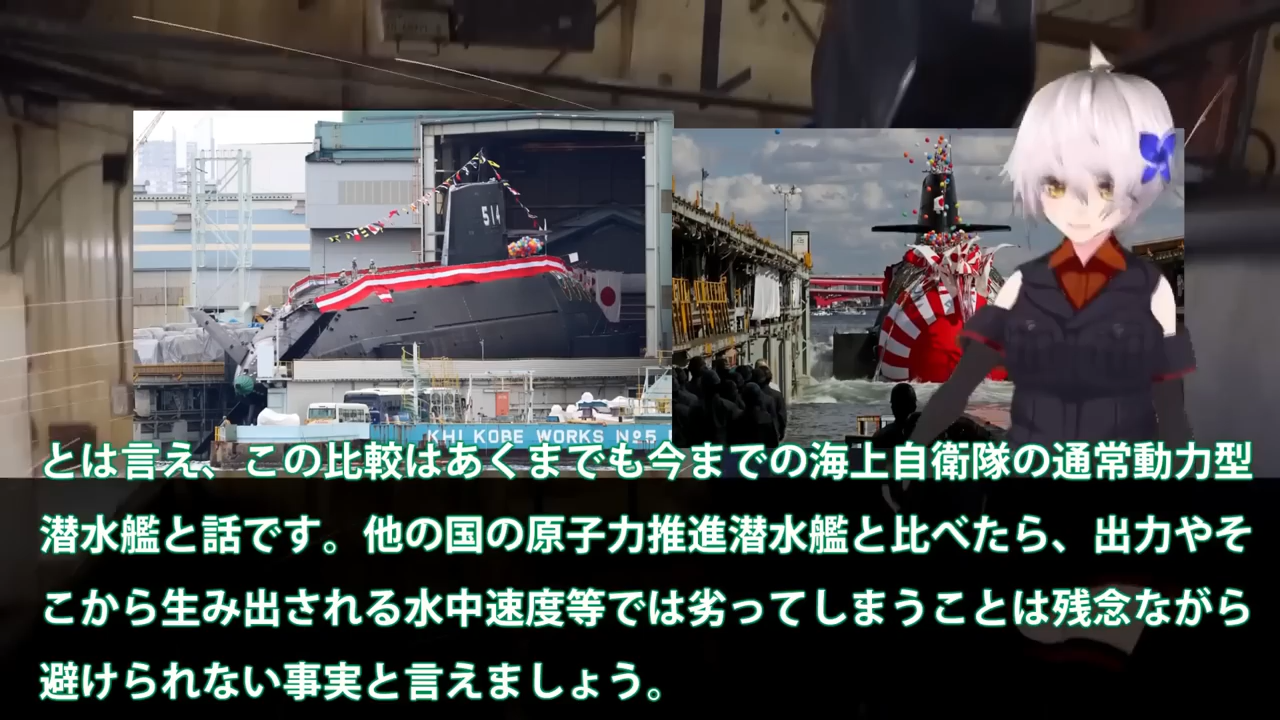 514
KHI KOBE WORKS Nº5
とは言え、この比較はあくまでも今までの海上自衛隊の通常動力型
潜水艦と話です。他の国の原子力推進潜水艦と比べたら、出力やそ
こから生み出される水中速度等では劣ってしまうことは残念ながら
避けられない事実と言えましょう。